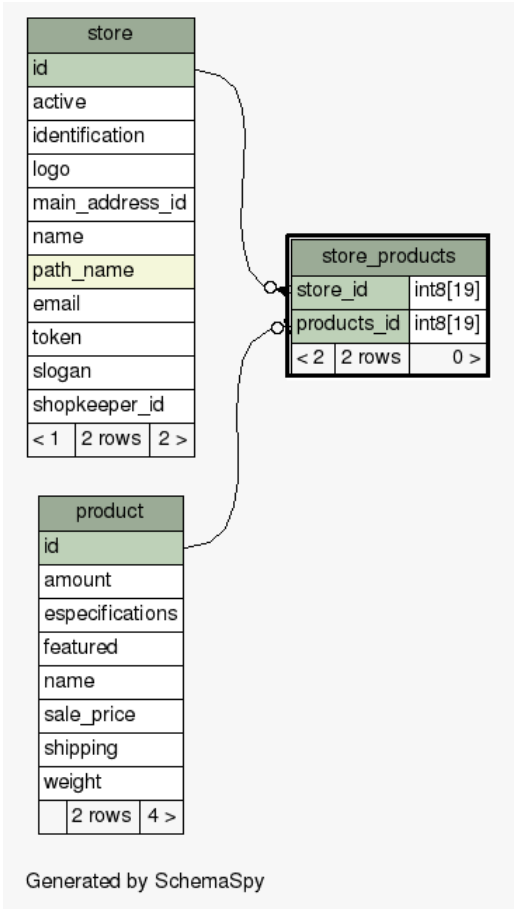 store
id
active
identification
logo
main_address_id
name
path_name
email
token
slogan
shopkeeper_id
< 1 2 rows 2 >
store_products
store_id int8[19]
products_id int8[19]
< 2 2 rows 0 >
product
id
amount
especifications
featured
name
sale_price
shipping
weight
2 rows 4 >
Generated by SchemaSpy